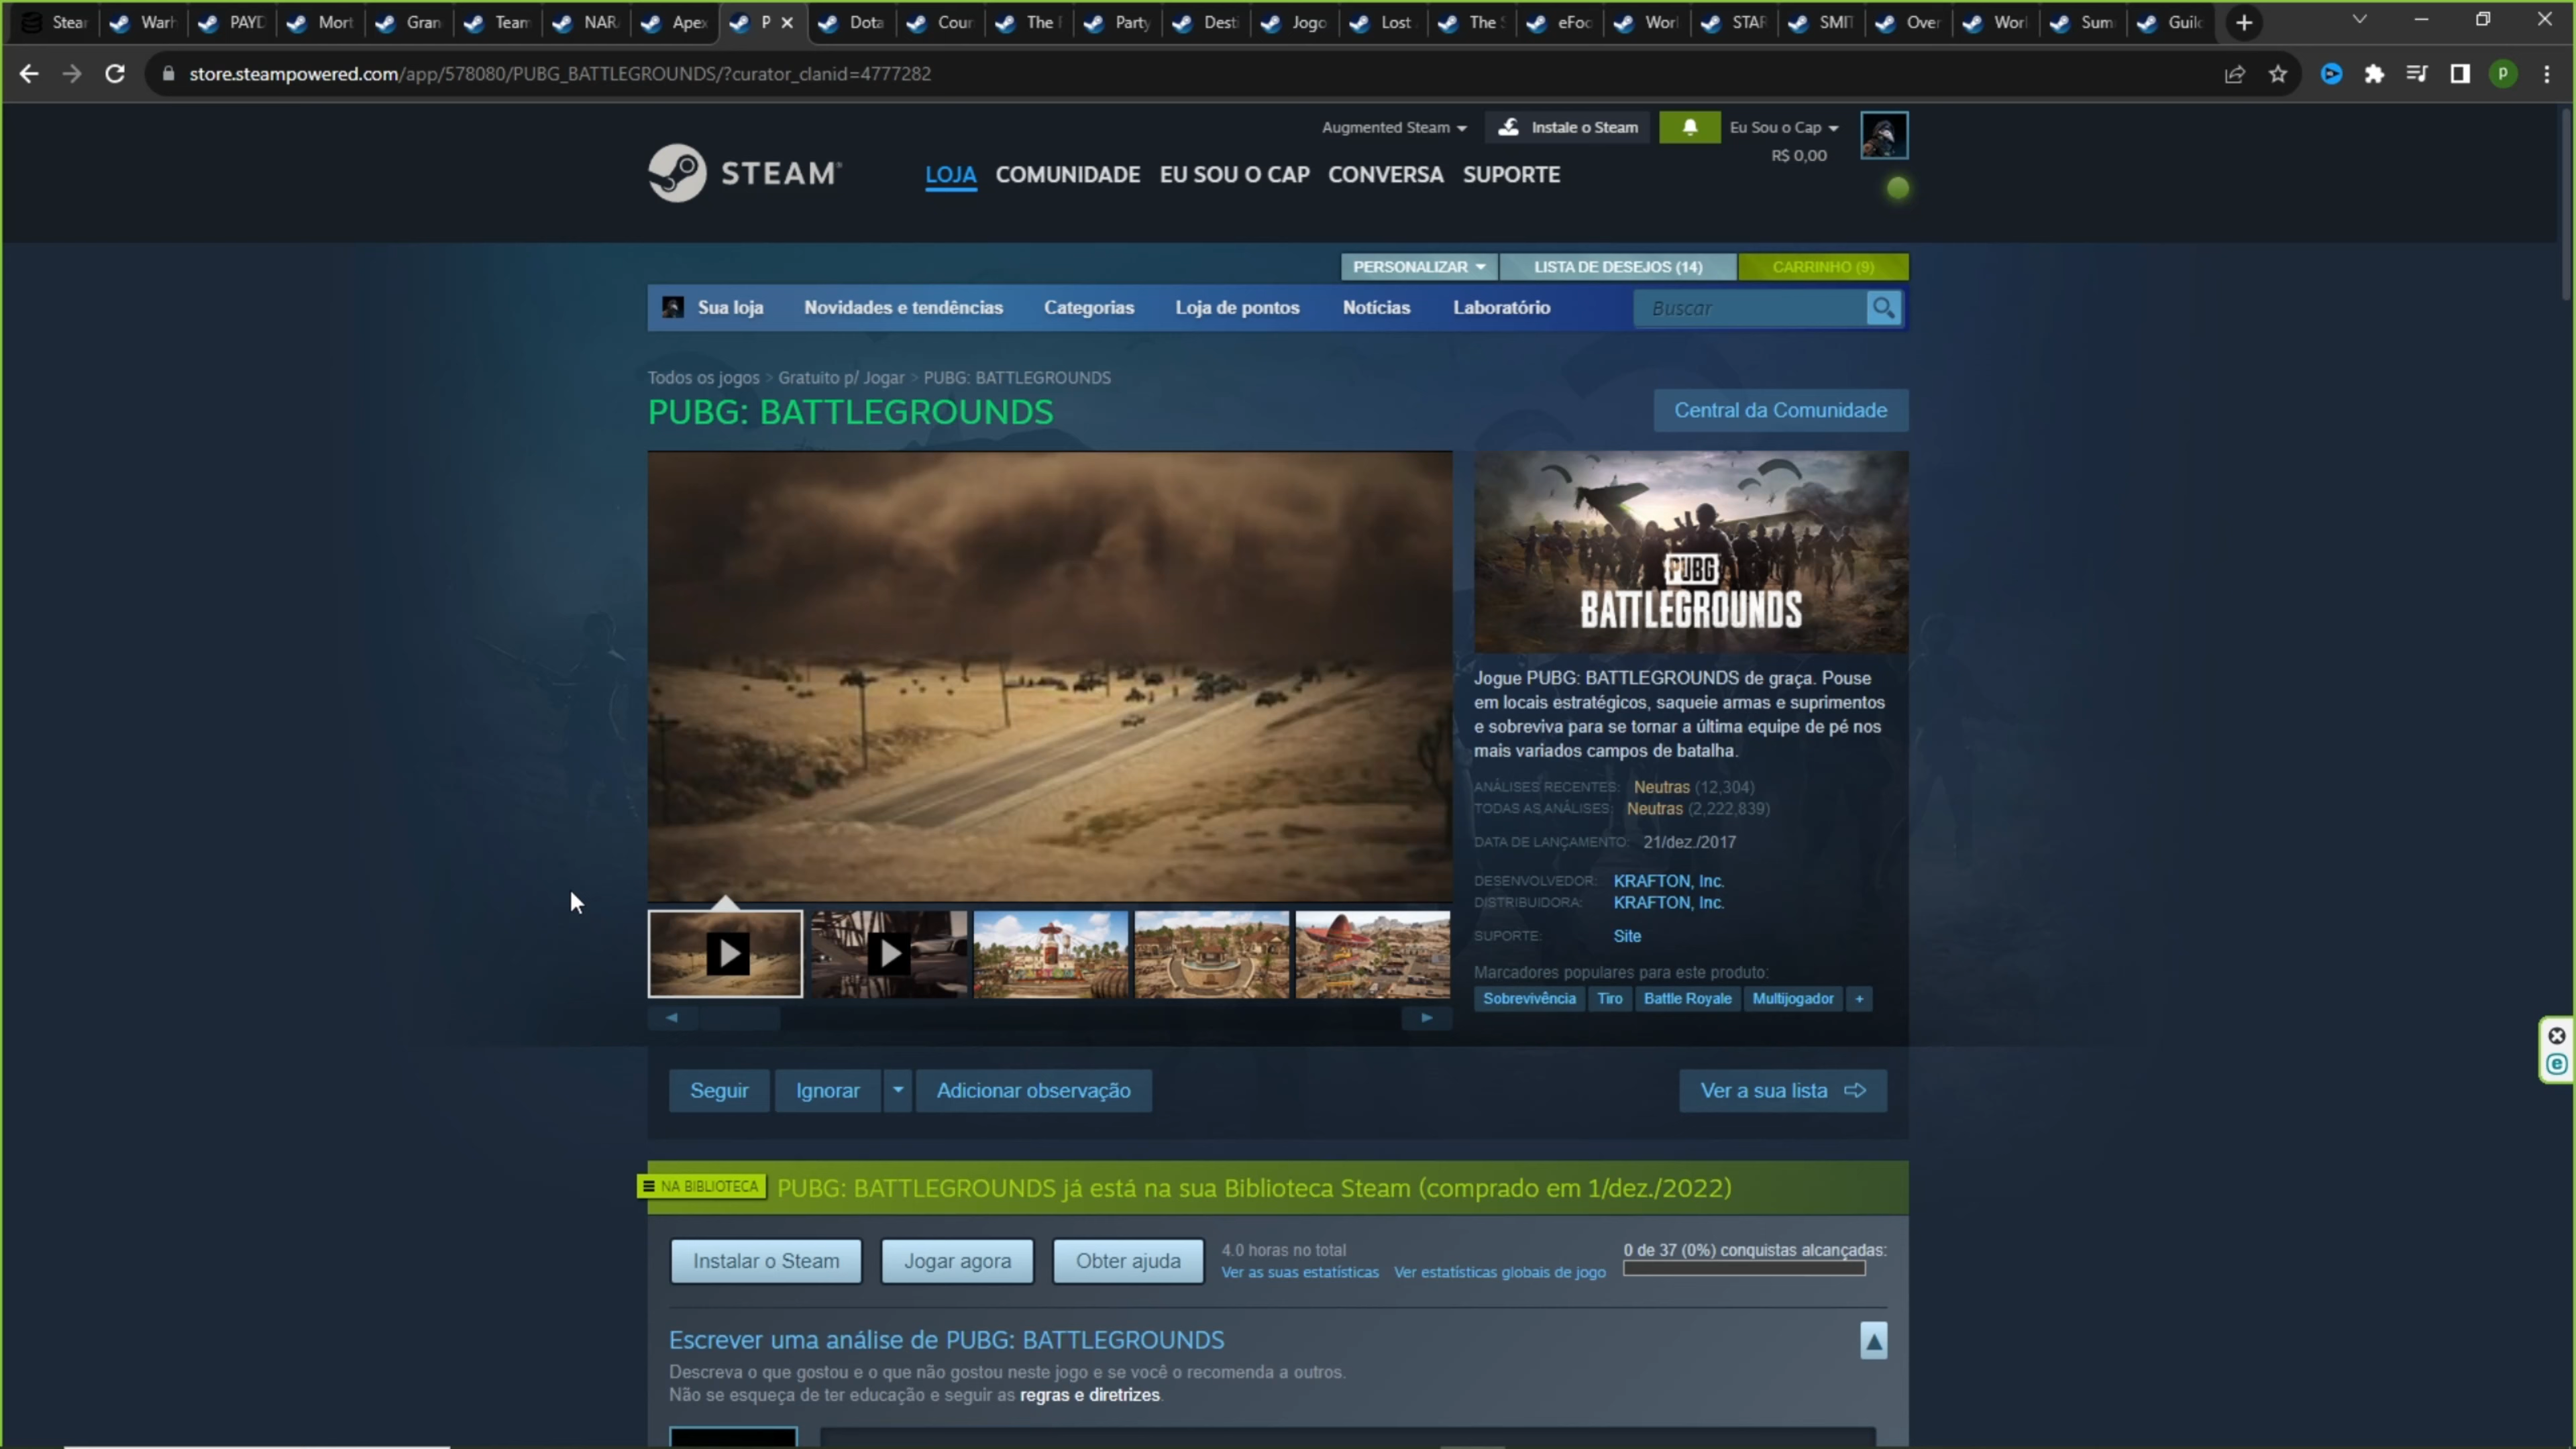 Stear
Warh
PAYD
Mort
Gran
Team
NAR
Apex
P
Dota
Coun
The
Party
Desti
Jogo
Lost
The S
eFoo
Worl
STAR
SMIT
Over
Worl
Sum
Guild
store.steampowered.com/app/578080/PUBG_BATTLEGROUNDS/?curator_clanid=4777282
P
Augmented Steam
Instale o Steam
Eu Sou o Cap
R$ 0,00
STEAM
LOJA COMUNIDADE EU SOU O CAP CONVERSA SUPORTE
PERSONALIZAR
LISTA DE DESEJOS (14)
CARRINHO (9)
Sua loja Novidades e tendências Categorias Loja de pontos Notícias Laboratório
Buscar
Todos os jogos > Gratuito p/ Jogar > PUBG: BATTLEGROUNDS
PUBG: BATTLEGROUNDS
Central da Comunidade
PUBG
BATTLEGROUNDS
Jogue PUBG: BATTLEGROUNDS de graça. Pouse
em locais estratégicos, saqueie armas e suprimentos
e sobreviva para se tornar a última equipe de pé nos
mais variados campos de batalha.
ANÁLISES RECENTES: Neutras (12,304)
TODAS AS ANÁLISES: Neutras (2,222,839)
DATA DE LANÇAMENTO: 21/dez./2017
DESENVOLVEDOR: KRAFTON, Inc.
DISTRIBUIDORA: KRAFTON, Inc.
SUPORTE: Site
Marcadores populares para este produto:
Sobrevivência Tiro Battle Royale Multijogador +
Seguir
Ignorar
Adicionar observação
Ver a sua lista
NA BIBLIOTECA
PUBG: BATTLEGROUNDS já está na sua Biblioteca Steam (comprado em 1/dez./2022)
Instalar o Steam
Jogar agora
Obter ajuda
4.0 horas no total
Ver as suas estatísticas Ver estatísticas globais de jogo
0 de 37 (0%) conquistas alcançadas:
Escrever uma análise de PUBG: BATTLEGROUNDS
Descreva o que gostou e o que não gostou neste jogo e se você o recomenda a outros.
Não se esqueça de ter educação e seguir as regras e diretrizes.